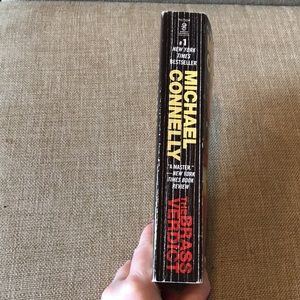 #1
NEW YORK
TIMES
BESTSELLER
MICHAEL
CONNELLY
"A MASTER."
—NEW YORK
TIMES BOOK
REVIEW
THE BRASS
VERDICT